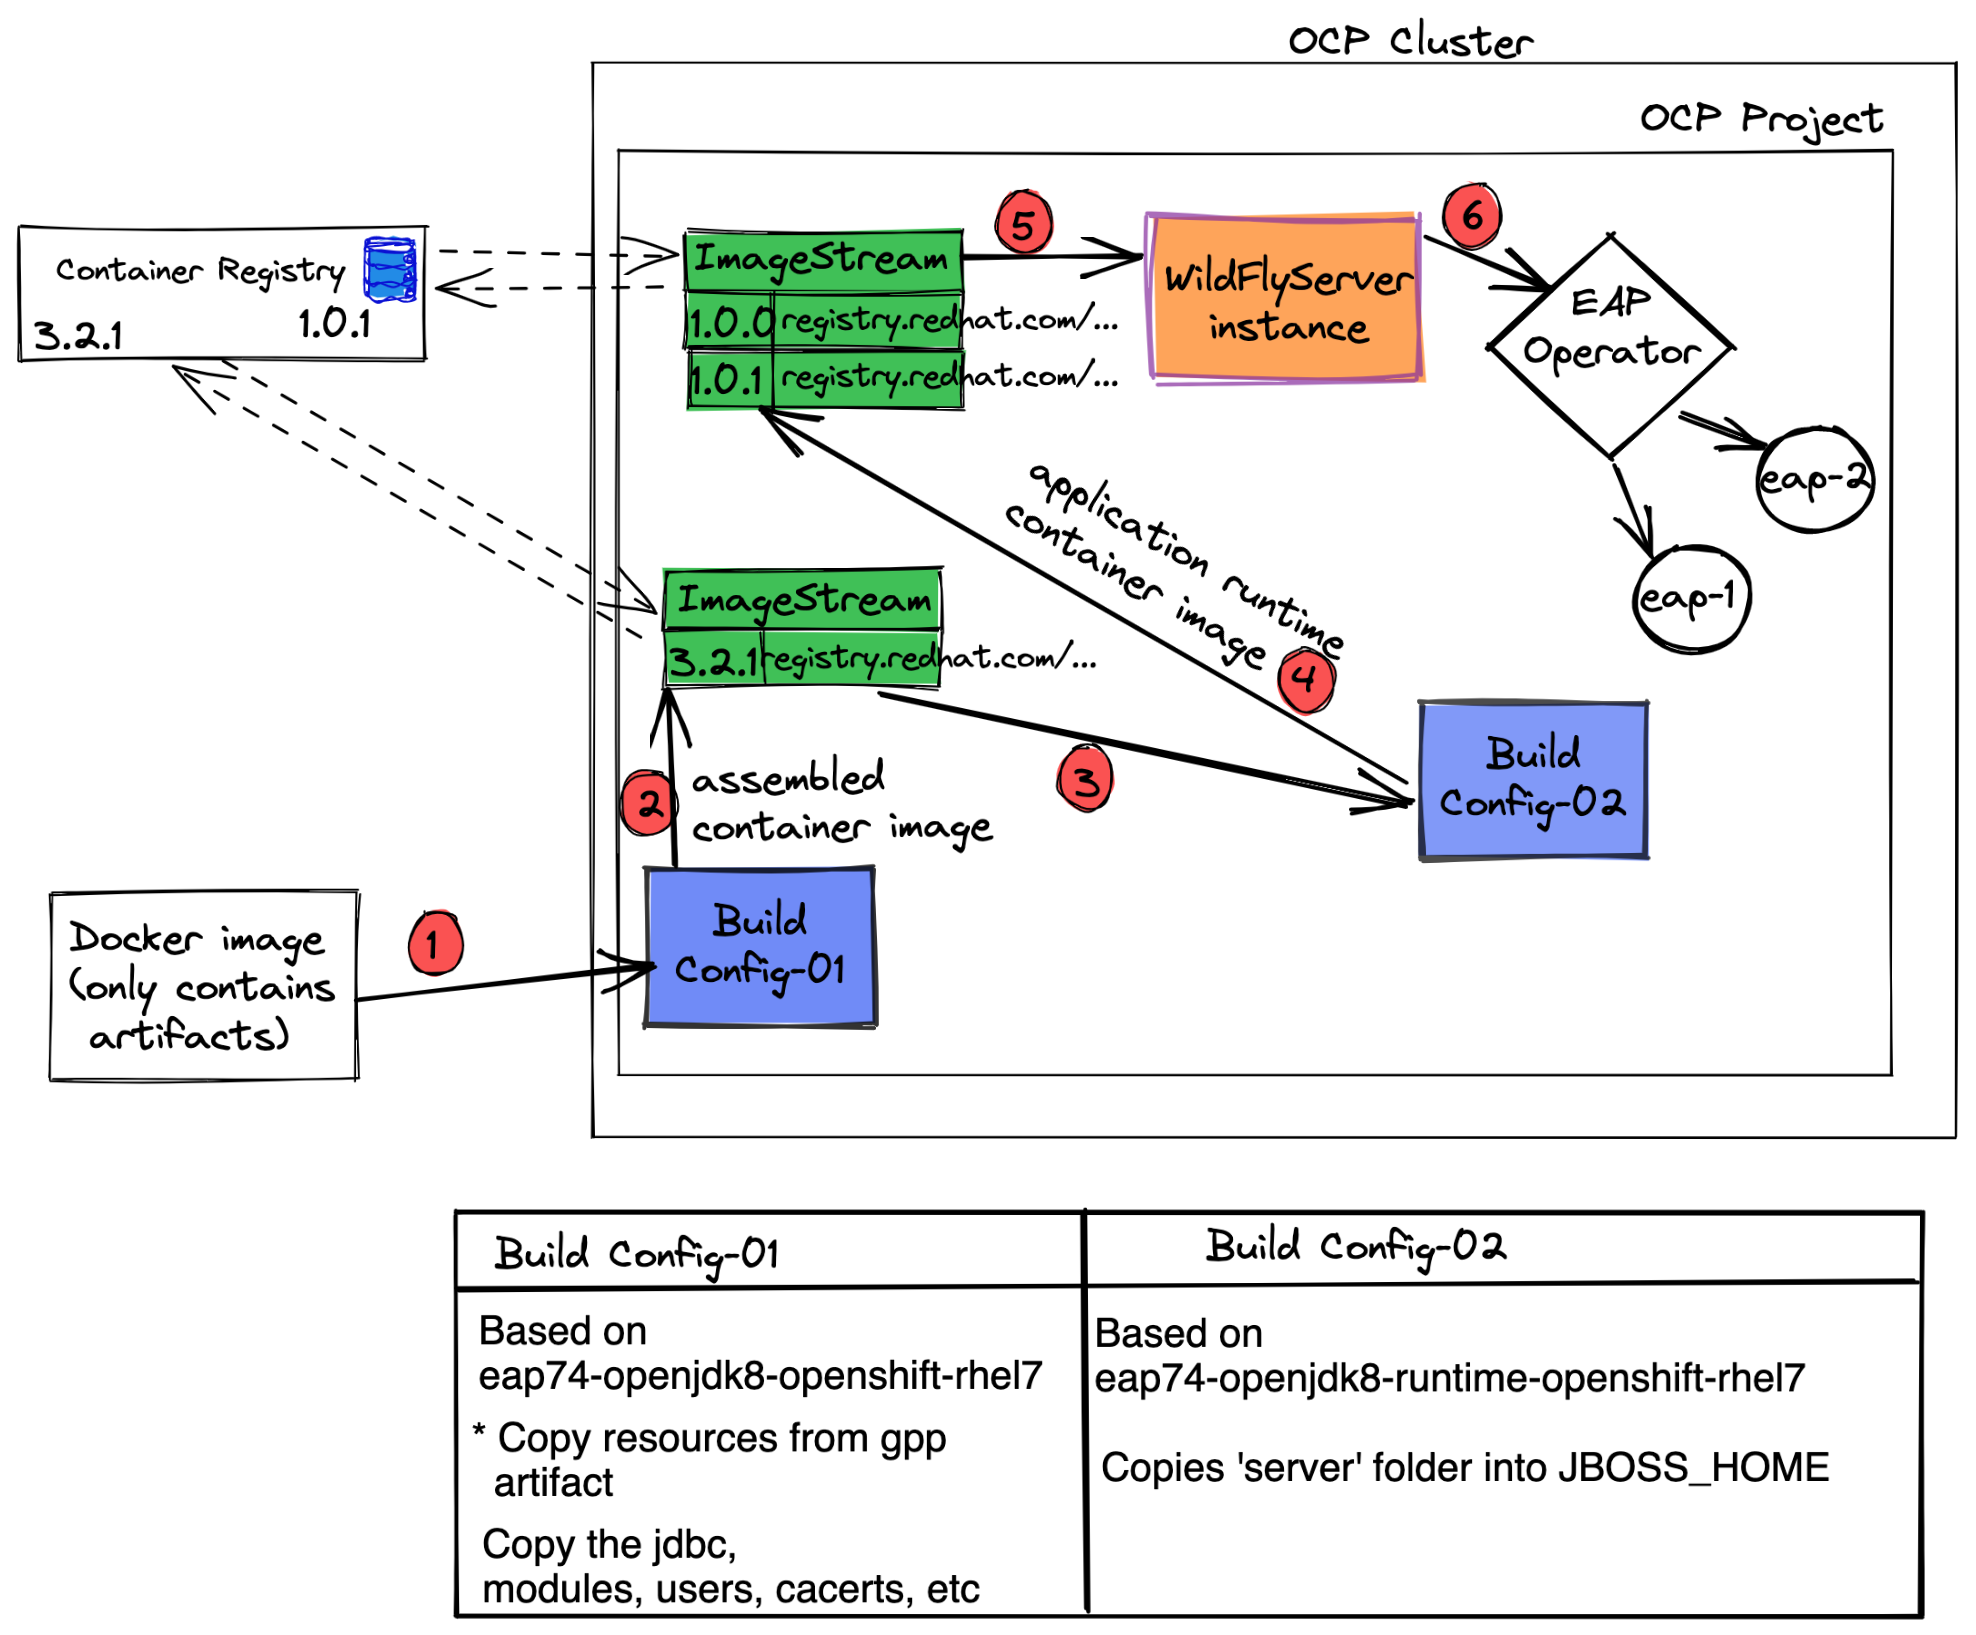 OCP Cluster
OCP Project
Container Registry
3.2.1
1.0.1
ImageStream
1.0.0 registry.redhat.com/...
1.0.1 registry.redhat.com/...
5
WildFlyServer
instance
6
EAP
Operator
eap-2
eap-1
application runtime
container image
4
ImageStream
3.2.1 registry.redhat.com/...
3
2
assembled
container image
Build
Config-02
Docker image
(only contains
artifacts)
1
Build
Config-01
Build Config-01
Based on
eap74-openjdk8-openshift-rhel7
* Copy resources from gpp
artifact
Copy the jdbc,
modules, users, cacerts, etc
Build Config-02
Based on
eap74-openjdk8-runtime-openshift-rhel7
Copies 'server' folder into JBOSS_HOME